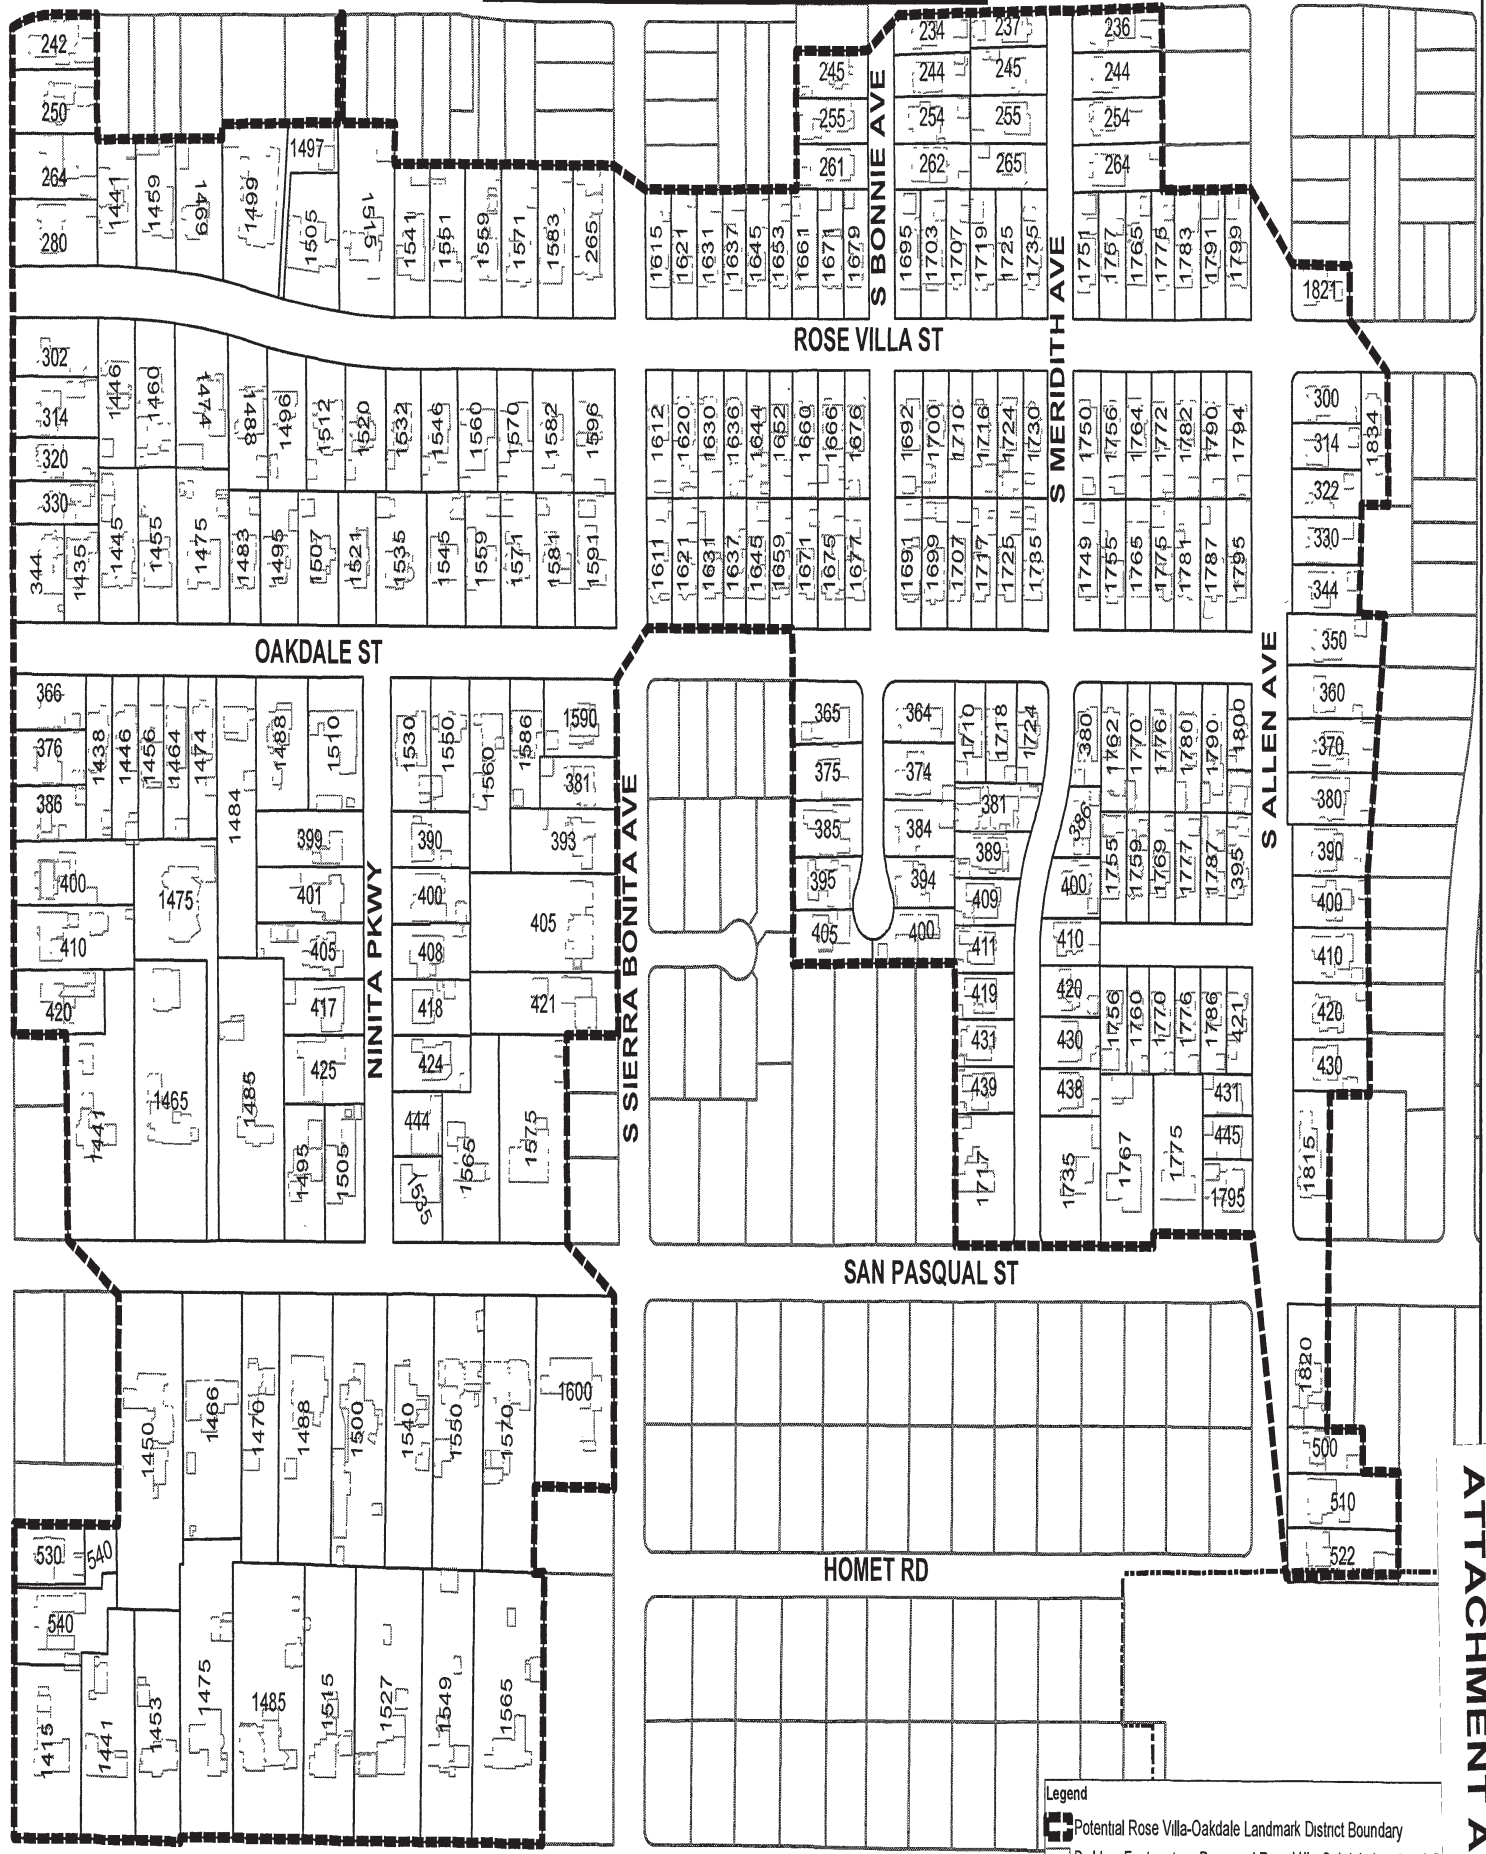 242 234 237 236
245 244 245 244
250 255 254 255 254
264 1497 261 262 265 264
280 1441 1459 1469 1499 1505 1515 1541 1551 1559 1571 1583 265
1615 1621 1631 1637 1645 1653 1661 1671 1679
S BONNIE AVE
1695 1703 1707 1719 1725 1735
S MERIDITH AVE
1751 1757 1765 1775 1783 1791 1799
1821
ROSE VILLA ST
302 314 320 330 344 1435
1446 1460 1474 1488 1496 1512 1520 1532 1546 1560 1570 1582 1596
1612 1620 1630 1636 1644 1652 1660 1666 1676
1692 1700 1710 1716 1724 1730
1750 1756 1764 1772 1782 1790 1794
300 1834
314
322
330
344
1445 1455 1475 1483 1495 1507 1521 1535 1545 1559 1571 1581 1591
1611 1621 1631 1637 1645 1659 1671 1675 1677
1691 1699 1707 1717 1725 1735
1749 1755 1765 1775 1781 1787 1795
OAKDALE ST
S ALLEN AVE
350
360
370
380
390
400
410
420
430
1815
366
376
386
1438 1446 1456 1464 1474 1484 1488 1510
1530 1550 1560 1586 1590
381
393
399 390
400 1475 401 400 405
410 405 408
420 417 418 421
425 424
NINITA PKWY
S SIERRA BONITA AVE
1447 1465 1485 1495 1505
444 1535 1565 1575
365 364 1710 1718 1724 380 1762 1770 1776 1780 1790 1800
375 374 381 386
385 384 389 1755 1759 1769 1777 1787 395
395 394 409 400
405 400 411 410
419 420 1756 1760 1770 1776 1786 421
431 430
439 438 431
1717 1735 1767 1775 445
1795
SAN PASQUAL ST
1450 1466 1470 1488 1500 1540 1550 1570 1600
1820
500
510
522
530 540
540
HOMET RD
1415 1441 1453 1475 1485 1515 1527 1549 1565
ATTACHMENT A
Legend
Potential Rose Villa-Oakdale Landmark District Boundary